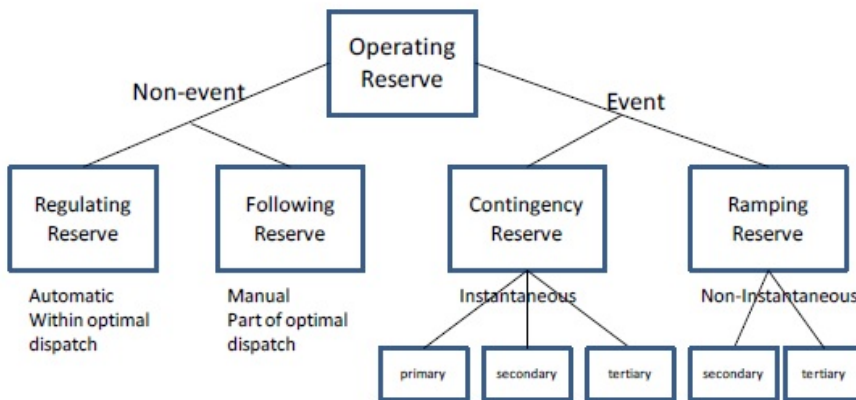 Operating
Reserve
Non-event
Event
Regulating
Reserve
Following
Reserve
Contingency
Reserve
Ramping
Reserve
Automatic
Within optimal
dispatch
Manual
Part of optimal
dispatch
Instantaneous
Non-Instantaneous
primary
secondary
tertiary
secondary
tertiary